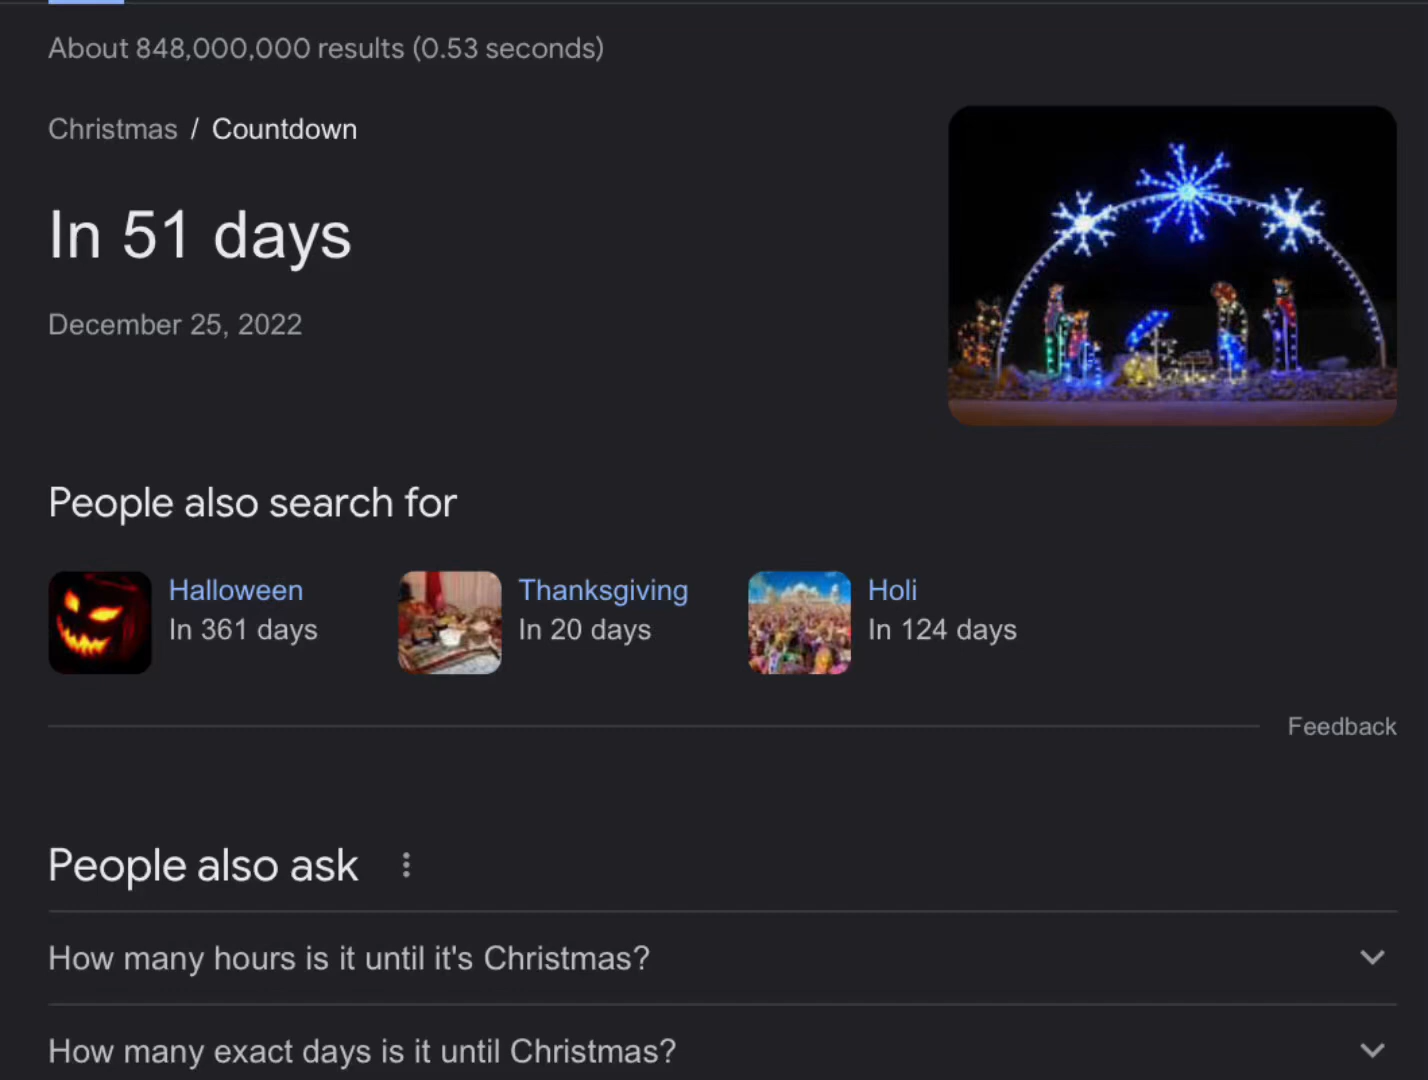 About 848,000,000 results (0.53 seconds)
Christmas / Countdown
In 51 days
December 25, 2022
People also search for
Halloween
In 361 days
Thanksgiving
In 20 days
Holi
In 124 days
Feedback
People also ask
How many hours is it until it's Christmas?
How many exact days is it until Christmas?